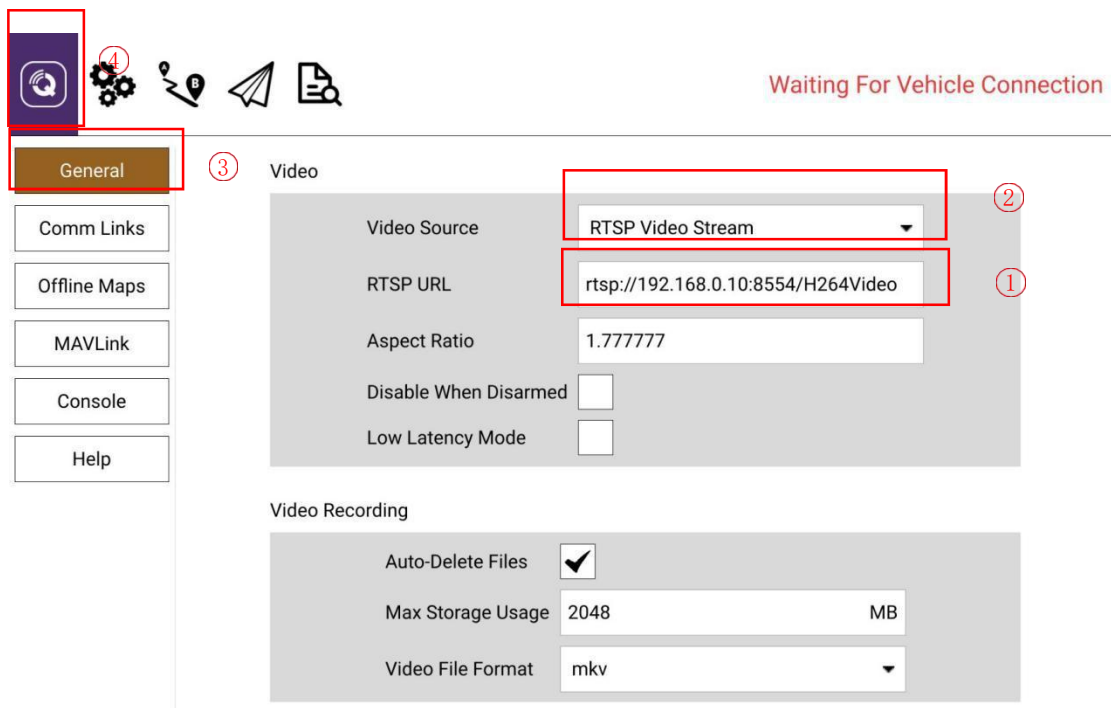 ④
Waiting For Vehicle Connection
General
③
Video
②
Comm Links
Video Source
RTSP Video Stream
Offline Maps
RTSP URL
rtsp://192.168.0.10:8554/H264Video
①
MAVLink
Aspect Ratio
1.777777
Console
Disable When Disarmed
Low Latency Mode
Help
Video Recording
Auto-Delete Files
Max Storage Usage
2048 MB
Video File Format
mkv